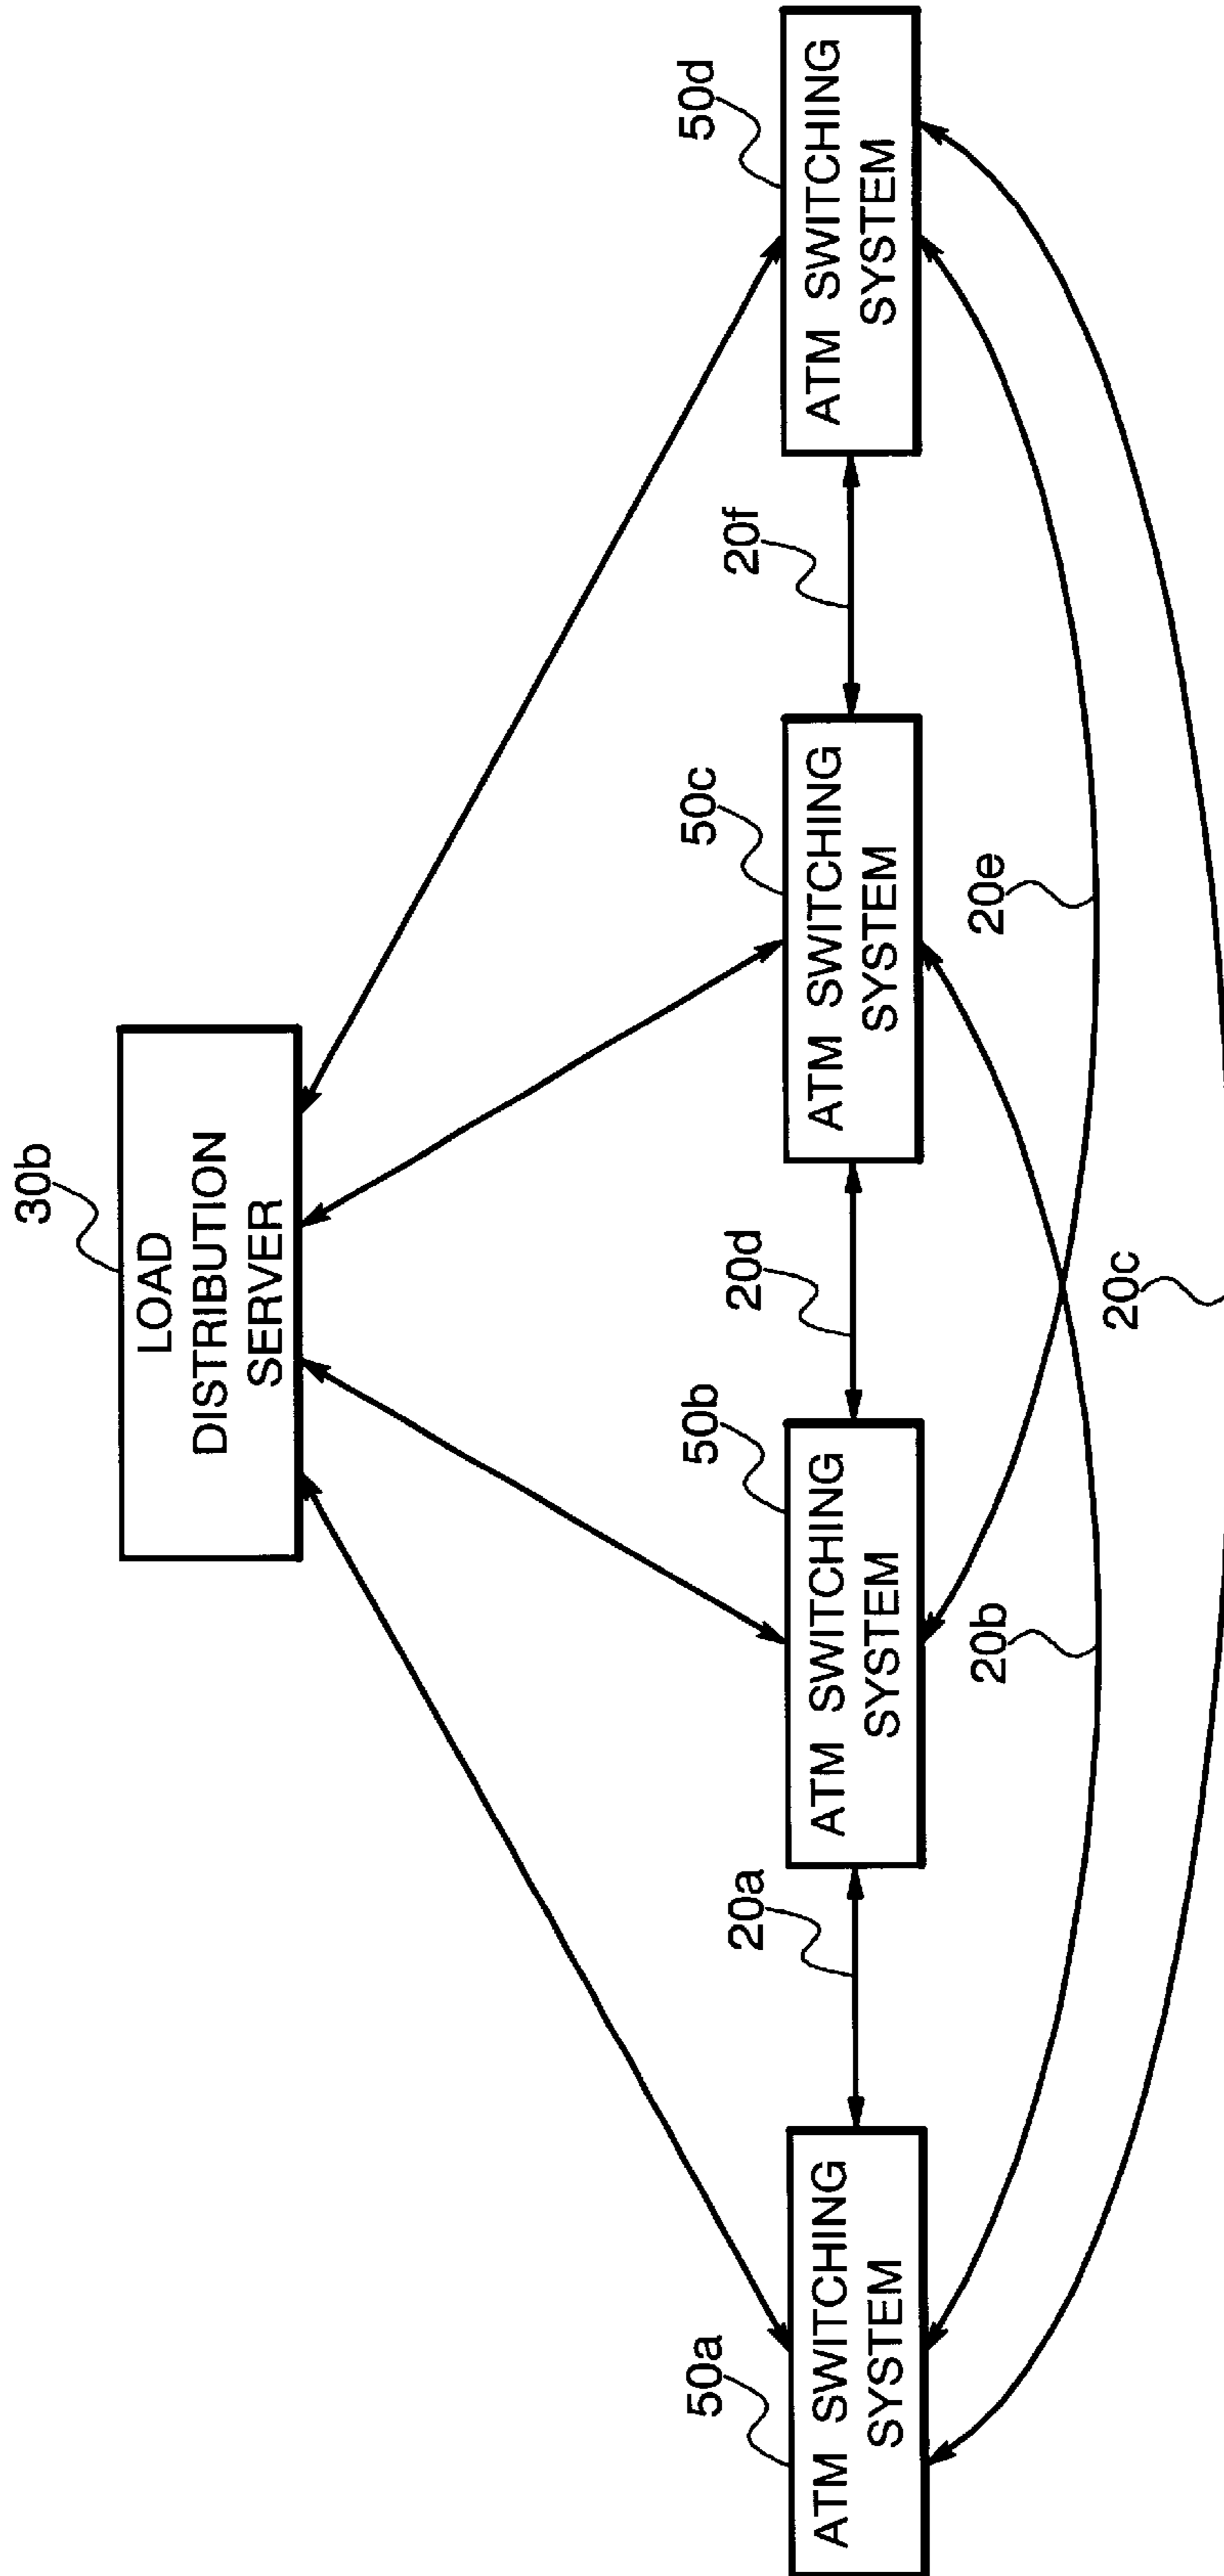 30b
LOAD
DISTRIBUTION
SERVER
50a
ATM SWITCHING
SYSTEM
20a
50b
ATM SWITCHING
SYSTEM
20d
50c
ATM SWITCHING
SYSTEM
20f
50d
ATM SWITCHING
SYSTEM
20b
20e
20c